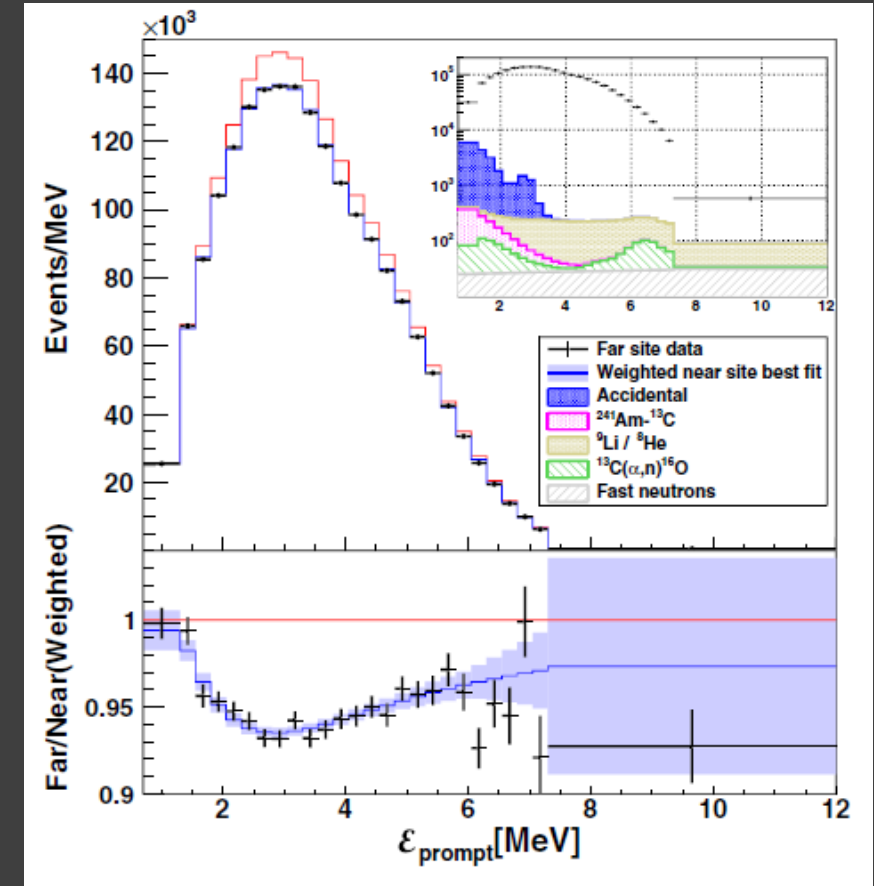 ×10³
140
120
100
80
60
40
20
Events/MeV
10⁵
10⁴
10³
10²
2 4 6 8 10 12
Far site data
Weighted near site best fit
Accidental
²⁴¹Am-¹³C
⁹Li / ⁸He
¹³C(α,n)¹⁶O
Fast neutrons
Far/Near(Weighted)
1
0.95
0.9
2 4 6 8 10 12
ℰprompt[MeV]